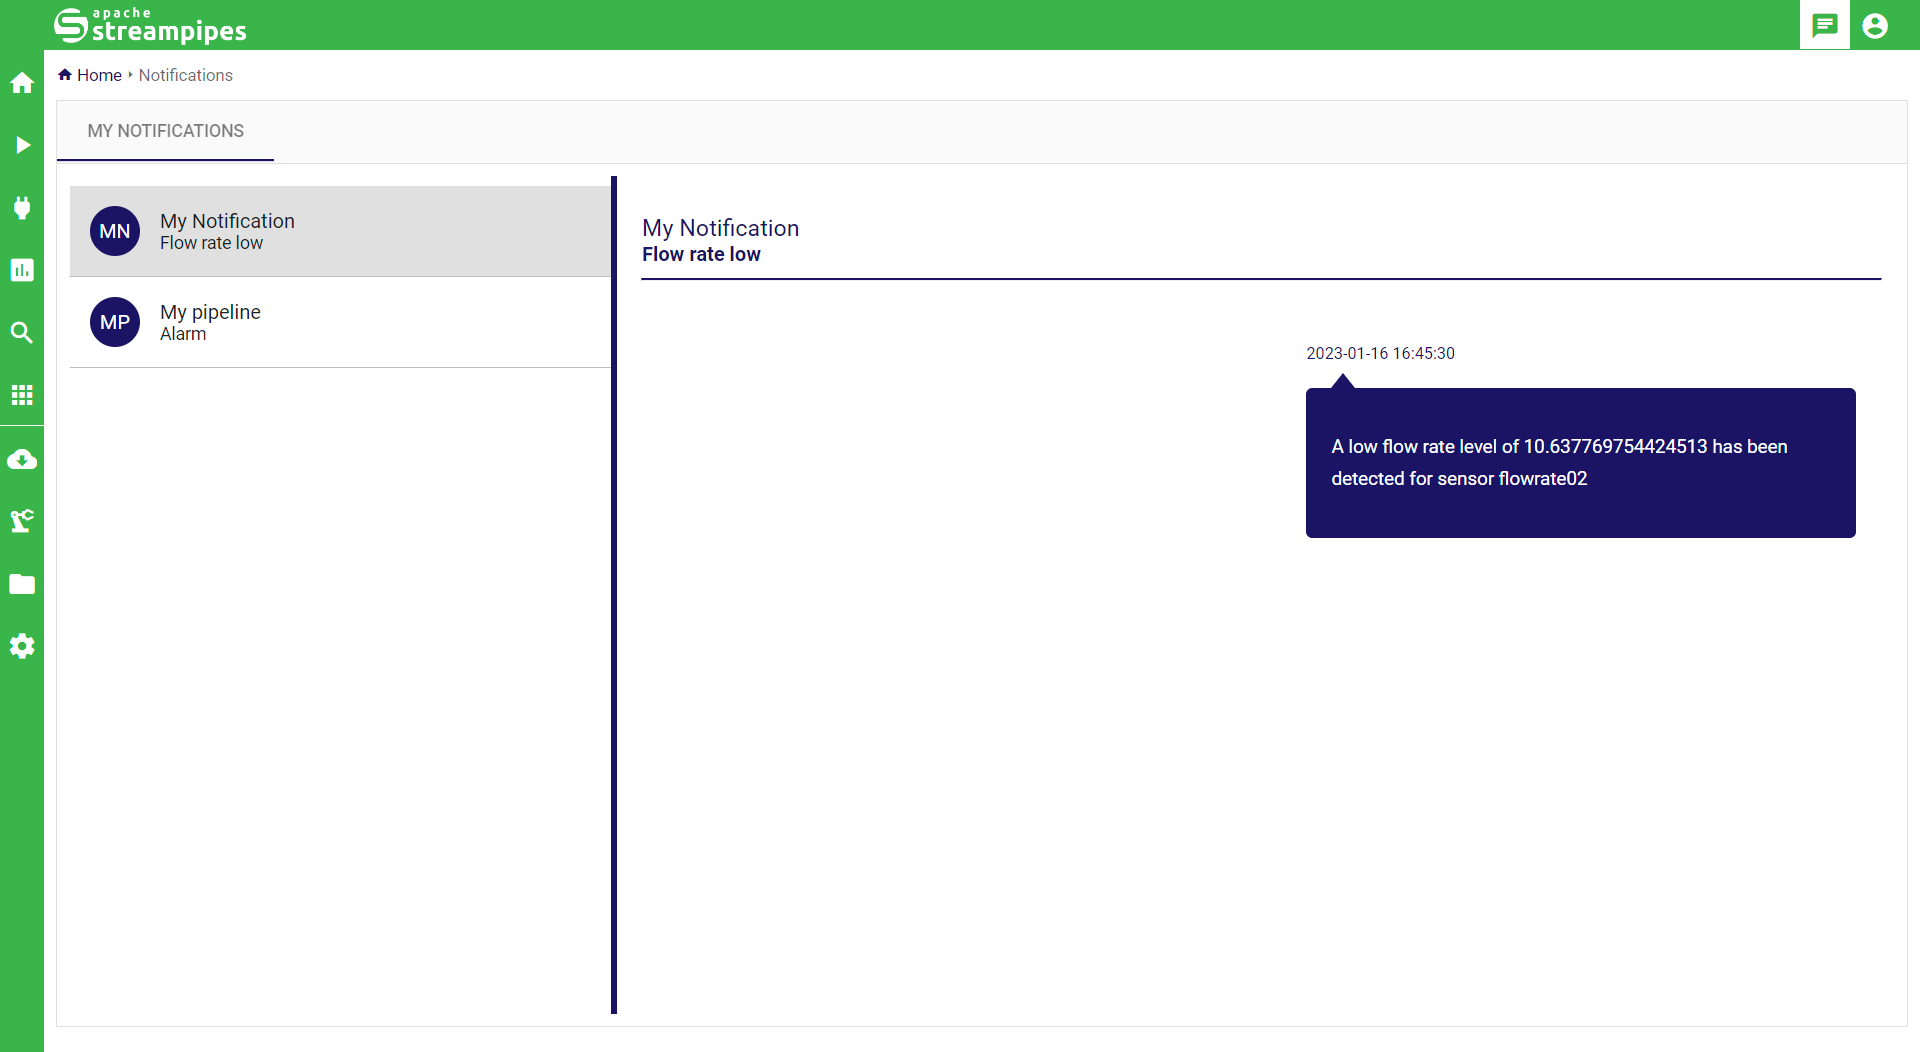 apache
streampipes
Home
Notifications
MY NOTIFICATIONS
MN
My Notification
Flow rate low
MP
My pipeline
Alarm
My Notification
Flow rate low
2023-01-16 16:45:30
A low flow rate level of 10.637769754424513 has been
detected for sensor flowrate02